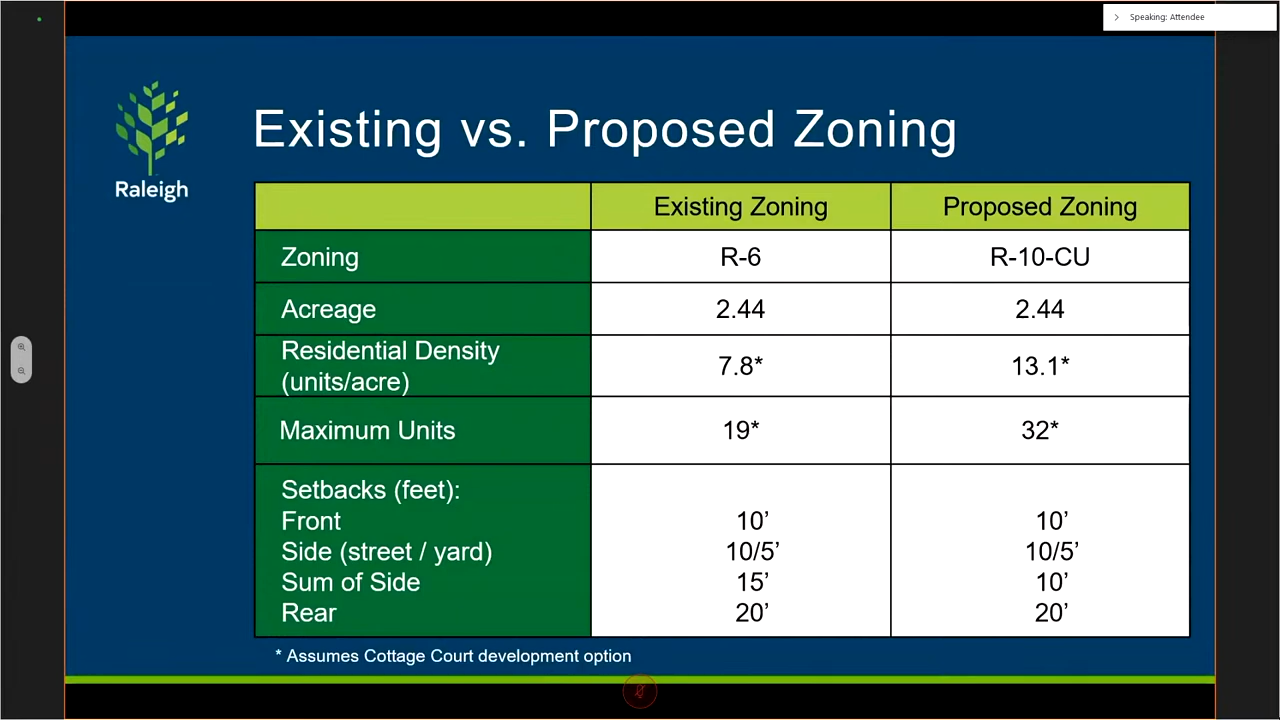 Speaking: Attendee
Raleigh
Existing vs. Proposed Zoning
Existing Zoning Proposed Zoning
Zoning R-6 R-10-CU
Acreage 2.44 2.44
Residential Density
(units/acre) 7.8* 13.1*
Maximum Units 19* 32*
Setbacks (feet):
Front 10’ 10’
Side (street / yard) 10/5’ 10/5’
Sum of Side 15’ 10’
Rear 20’ 20’
* Assumes Cottage Court development option